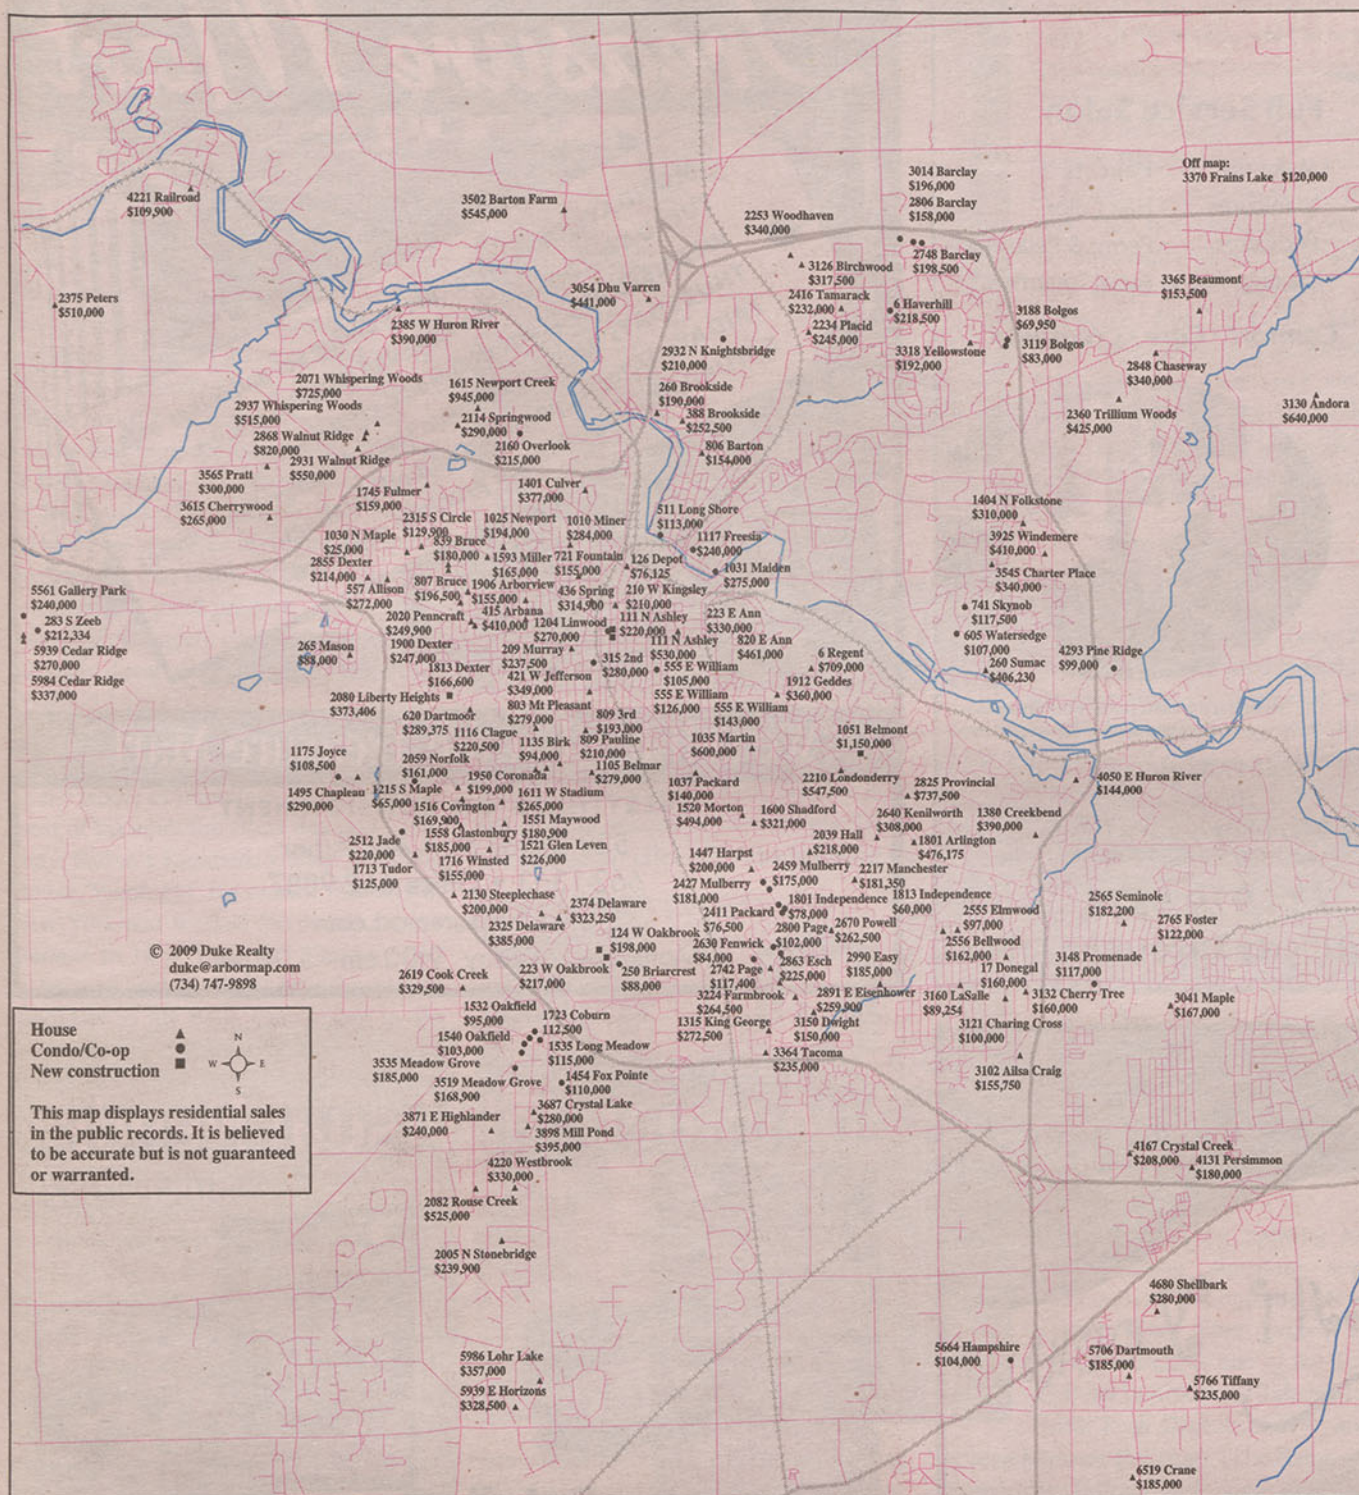 Off map:
3370 Frains Lake $120,000
3014 Barclay
$196,000
2806 Barclay
$158,000
4221 Railroad
$109,900
3502 Barton Farm
$545,000
2253 Woodhaven
$340,000
2748 Barclay
$198,500
3126 Birchwood
$317,500
3365 Beaumont
$153,500
3054 Dhu Varren
$441,000
2416 Tamarack
$232,000
6 Haverhill
$218,500
2375 Peters
$510,000
3188 Bolgos
$69,950
2385 W Huron River
$390,000
2234 Placid
$245,000
3119 Bolgos
$83,000
2932 N Knightsbridge
$210,000
3318 Yellowstone
$192,000
2848 Chaseway
$340,000
2071 Whispering Woods
$725,000
1615 Newport Creek
$945,000
260 Brookside
$190,000
2937 Whispering Woods
$515,000
2114 Springwood
$290,000
388 Brookside
$252,500
2360 Trillium Woods
$425,000
3130 Andora
$640,000
2868 Walnut Ridge
$820,000
2160 Overlook
$215,000
806 Barton
$154,000
2931 Walnut Ridge
$550,000
3565 Pratt
$300,000
1745 Fulmer
$159,000
1401 Culver
$377,000
3615 Cherrywood
$265,000
1404 N Folkstone
$310,000
511 Long Shore
$113,000
2315 S Circle
$129,900
1025 Newport
$194,000
1010 Miner
$284,000
1030 N Maple
$25,000
839 Bruce
$180,000
1117 Freesia
$240,000
3925 Windemere
$410,000
2855 Dexter
$214,000
1593 Miller
$165,000
721 Fountain
$155,000
126 Depot
$76,125
1031 Maiden
$275,000
3545 Charter Place
$340,000
557 Allison
$272,000
807 Bruce
$196,500
1906 Arborview
$155,000
436 Spring
$314,900
210 W Kingsley
$210,000
5561 Gallery Park
$240,000
283 S Zeeb
$212,334
5939 Cedar Ridge
$270,000
5984 Cedar Ridge
$337,000
2020 Penncraft
$249,900
415 Arbana
$410,000
1204 Linwood
$270,000
111 N Ashley
$220,000
223 E Ann
$330,000
741 Skynob
$117,500
605 Watersedge
$107,000
265 Mason
$88,000
1900 Dexter
$247,000
209 Murray
$237,500
111 N Ashley
$530,000
820 E Ann
$461,000
6 Regent
$709,000
260 Sumac
$406,230
4293 Pine Ridge
$99,000
1813 Dexter
$166,600
315 2nd
$280,000
555 E William
$105,000
421 W Jefferson
$349,000
1912 Geddes
$360,000
2080 Liberty Heights
$373,406
555 E William
$126,000
555 E William
$143,000
620 Dartmoor
$289,375
803 Mt Pleasant
$279,000
809 3rd
$193,000
1116 Clague
$220,500
1135 Birk
$94,000
809 Pauline
$210,000
1035 Martin
$600,000
1051 Belmont
$1,150,000
1175 Joyce
$108,500
2059 Norfolk
$161,000
1105 Belmar
$279,000
1950 Coronada
$199,000
1037 Packard
$140,000
2210 Londonderry
$547,500
2825 Provincial
$737,500
4050 E Huron River
$144,000
1495 Chapleau
$290,000
1215 S Maple
$65,000
1611 W Stadium
$265,000
1516 Covington
$169,900
1520 Morton
$494,000
1600 Shadford
$321,000
2640 Kenilworth
$308,000
1380 Creekbend
$390,000
1551 Maywood
$180,900
2512 Jade
$220,000
1558 Glastonbury
$185,000
1521 Glen Leven
$226,000
2039 Hall
$218,000
1801 Arlington
$476,175
1447 Harpst
$200,000
1716 Winsted
$155,000
1713 Tudor
$125,000
2459 Mulberry
$175,000
2217 Manchester
$181,350
2427 Mulberry
$181,000
2130 Steeplechase
$200,000
2374 Delaware
$323,250
1801 Independence
$78,000
1813 Independence
$60,000
2565 Seminole
$182,200
2411 Packard
$76,500
2555 Elmwood
$97,000
2325 Delaware
$385,000
2800 Page
$102,000
2670 Powell
$262,500
2765 Foster
$122,000
124 W Oakbrook
$198,000
2630 Fenwick
$84,000
2556 Bellwood
$162,000
© 2009 Duke Realty
duke@arbormap.com
(734) 747-9898
2863 Esch
$225,000
2990 Easy
$185,000
3148 Promenade
$117,000
2619 Cook Creek
$329,500
223 W Oakbrook
$217,000
250 Briarcrest
$88,000
2742 Page
$117,400
17 Donegal
$160,000
3224 Farmbrook
$264,500
2891 E Eisenhower
$259,900
3160 LaSalle
$89,254
3132 Cherry Tree
$160,000
3041 Maple
$167,000
1532 Oakfield
$95,000
1723 Coburn
112,500
1315 King George
$272,500
3150 Dwight
$150,000
3121 Charing Cross
$100,000
1540 Oakfield
$103,000
1535 Long Meadow
$115,000
3364 Tacoma
$235,000
3535 Meadow Grove
$185,000
3519 Meadow Grove
$168,900
1454 Fox Pointe
$110,000
3102 Ailsa Craig
$155,750
House
Condo/Co-op
New construction
N
W
E
S
This map displays residential sales
in the public records. It is believed
to be accurate but is not guaranteed
or warranted.
3687 Crystal Lake
$280,000
3871 E Highlander
$240,000
3898 Mill Pond
$395,000
4167 Crystal Creek
$208,000
4131 Persimmon
$180,000
4220 Westbrook
$330,000
2082 Rouse Creek
$525,000
2005 N Stonebridge
$239,900
4680 Shellbark
$280,000
5664 Hampshire
$104,000
5706 Dartmouth
$185,000
5986 Lohr Lake
$357,000
5766 Tiffany
$235,000
5939 E Horizons
$328,500
6519 Crane
$185,000